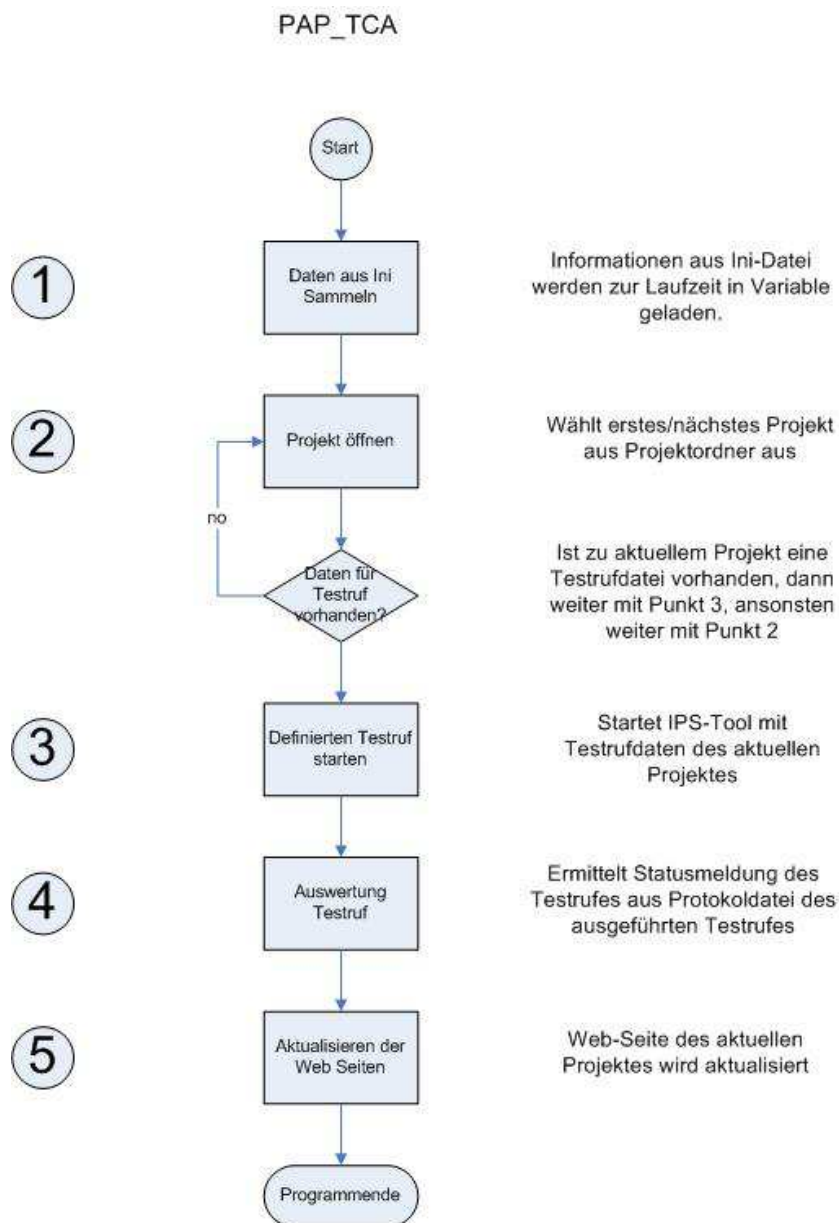 PAP_TCA
Start
1
Daten aus Ini
Sammeln
Informationen aus Ini-Datei
werden zur Laufzeit in Variable
geladen.
2
Projekt öffnen
Wählt erstes/nächstes Projekt
aus Projektordner aus
no
Daten für
Testruf
vorhanden?
Ist zu aktuellem Projekt eine
Testrufdatei vorhanden, dann
weiter mit Punkt 3, ansonsten
weiter mit Punkt 2
3
Definierten Testruf
starten
Startet IPS-Tool mit
Testrufdaten des aktuellen
Projektes
4
Auswertung
Testruf
Ermittelt Statusmeldung des
Testrufes aus Protokoldatei des
ausgeführten Testrufes
5
Aktualisieren der
Web Seiten
Web-Seite des aktuellen
Projektes wird aktualisiert
Programmende